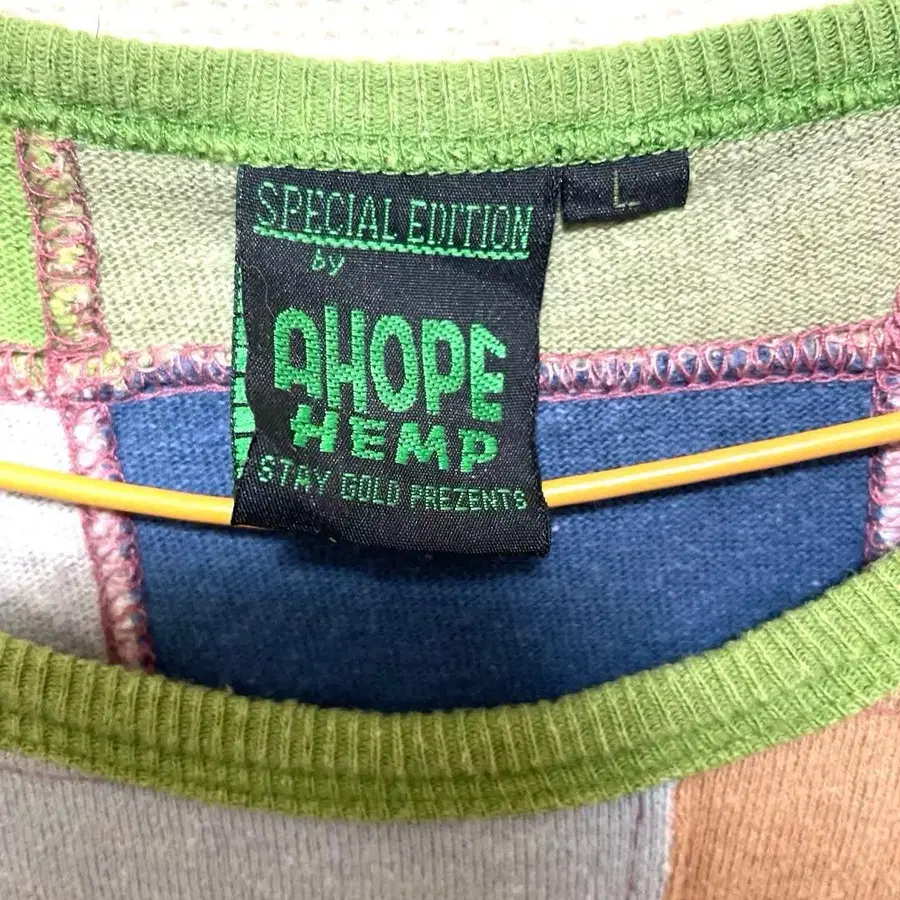 SPECIAL EDITION
by
AHOPE
HEMP
STAY GOLD PREZENTS
L